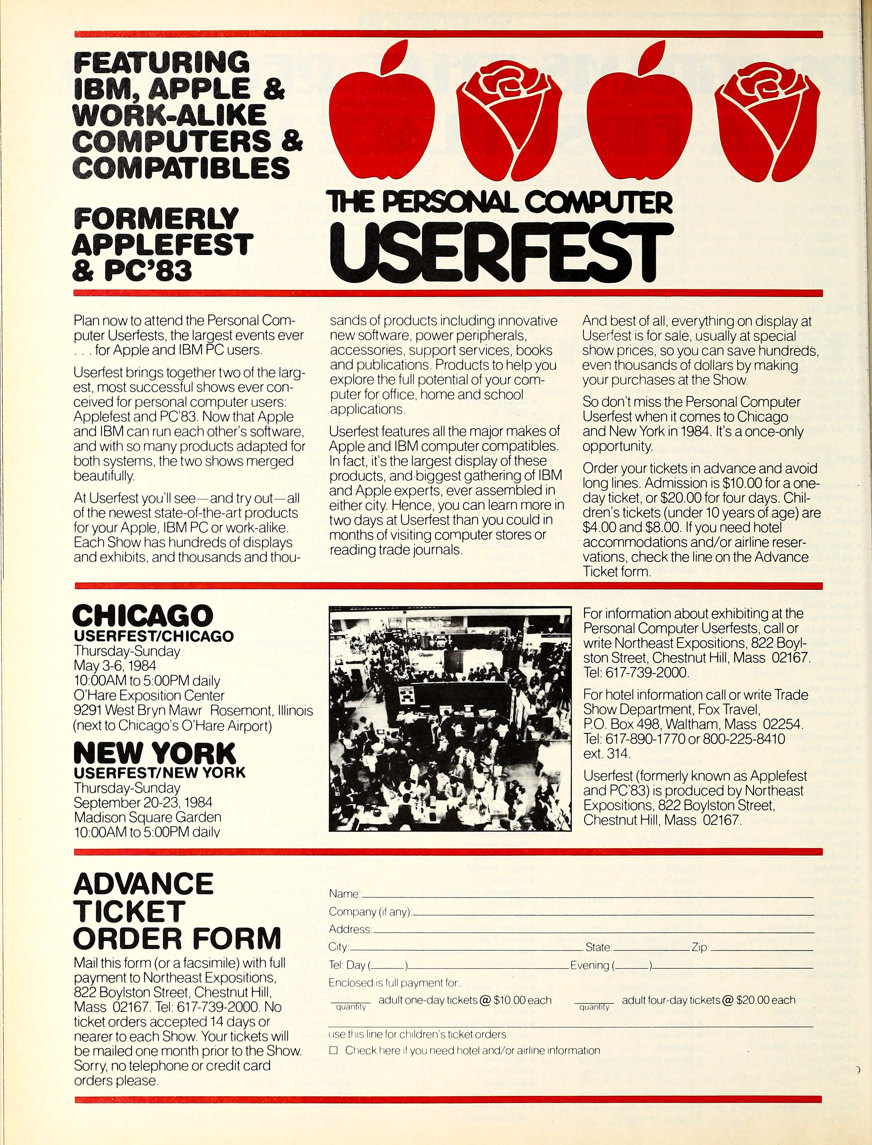 FEATURING
IBM, APPLE &
WORK-ALIKE
COMPUTERS &
COMPATIBLES
FORMERLY
APPLEFEST
& PC'83
THE PERSONAL COMPUTER
USERFEST
Plan now to attend the Personal Com-
puter Userfests, the largest events ever
. . . for Apple and IBM PC users.
Userfest brings together two of the larg-
est, most successful shows ever con-
ceived for personal computer users:
Applefest and PC'83. Now that Apple
and IBM can run each other's software,
and with so many products adapted for
both systems, the two shows merged
beautifully.
At Userfest you'll see—and try out—all
of the newest state-of-the-art products
for your Apple, IBM PC or work-alike.
Each Show has hundreds of displays
and exhibits, and thousands and thou-
sands of products including innovative
new software, power peripherals,
accessories, support services, books
and publications. Products to help you
explore the full potential of your com-
puter for office, home and school
applications.
Userfest features all the major makes of
Apple and IBM computer compatibles.
In fact, it's the largest display of these
products, and biggest gathering of IBM
and Apple experts, ever assembled in
either city. Hence, you can learn more in
two days at Userfest than you could in
months of visiting computer stores or
reading trade journals.
And best of all, everything on display at
Userfest is for sale, usually at special
show prices, so you can save hundreds,
even thousands of dollars by making
your purchases at the Show.
So don't miss the Personal Computer
Userfest when it comes to Chicago
and New York in 1984. It's a once-only
opportunity.
Order your tickets in advance and avoid
long lines. Admission is $10.00 for a one-
day ticket, or $20.00 for four days. Chil-
dren's tickets (under 10 years of age) are
$4.00 and $8.00. If you need hotel
accommodations and/or airline reser-
vations, check the line on the Advance
Ticket form.
CHICAGO
USERFEST/CHICAGO
Thursday-Sunday
May 3-6, 1984
10:00AM to 5:00PM daily
O'Hare Exposition Center
9291 West Bryn Mawr Rosemont, Illinois
(next to Chicago's O'Hare Airport)
NEW YORK
USERFEST/NEW YORK
Thursday-Sunday
September 20-23, 1984
Madison Square Garden
10:00AM to 5:00PM daily
For information about exhibiting at the
Personal Computer Userfests, call or
write Northeast Expositions, 822 Boyl-
ston Street, Chestnut Hill, Mass 02167.
Tel: 617-739-2000.
For hotel information call or write Trade
Show Department, Fox Travel,
P.O. Box 498, Waltham, Mass 02254.
Tel: 617-890-1770 or 800-225-8410
ext. 314.
Userfest (formerly known as Applefest
and PC'83) is produced by Northeast
Expositions, 822 Boylston Street,
Chestnut Hill, Mass 02167.
ADVANCE
TICKET
ORDER FORM
Mail this form (or a facsimile) with full
payment to Northeast Expositions,
822 Boylston Street, Chestnut Hill,
Mass 02167. Tel: 617-739-2000. No
ticket orders accepted 14 days or
nearer to each Show. Your tickets will
be mailed one month prior to the Show.
Sorry, no telephone or credit card
orders please.
Name:
Company (if any):
Address:
City: State: Zip:
Tel: Day ( ) Evening ( )
Enclosed is full payment for:
adult one-day tickets @ $10.00 each adult four-day tickets @ $20.00 each
quantity quantity
use this line for children's ticket orders
☐ Check here if you need hotel and/or airline information